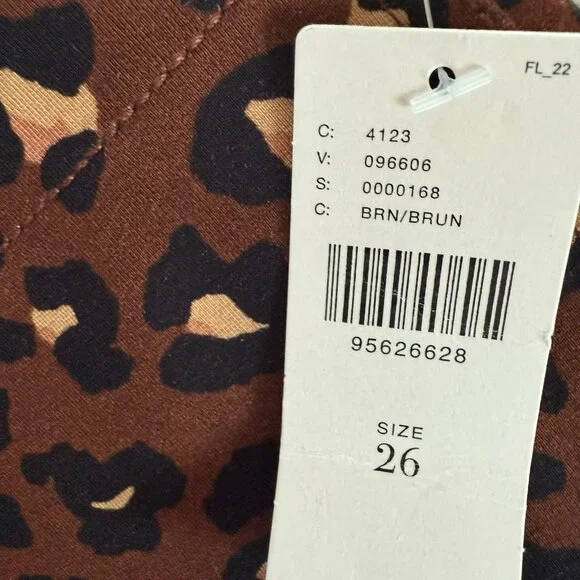 FL_22
C: 4123
V: 096606
S: 0000168
C: BRN/BRUN
95626628
SIZE
26